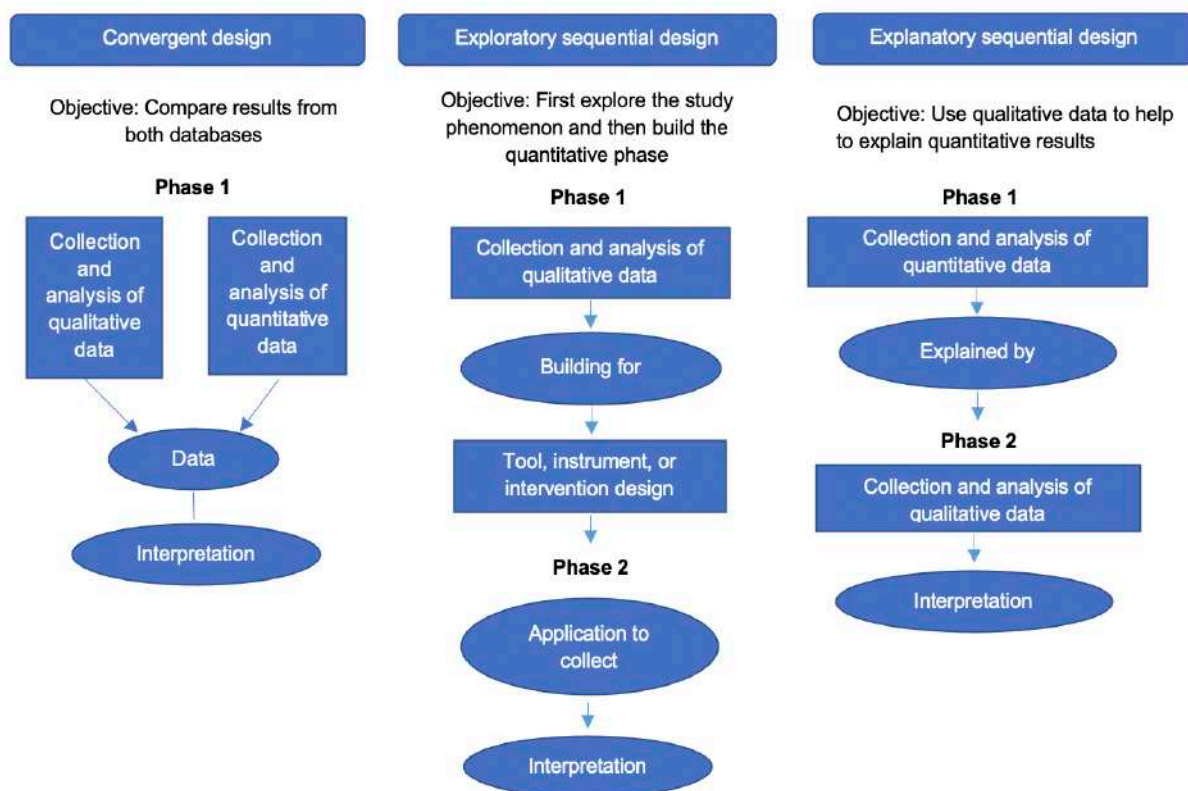 Convergent design
Objective: Compare results from
both databases
Phase 1
Collection
and
analysis of
qualitative
data
Collection
and
analysis of
quantitative
data
Data
Interpretation
Exploratory sequential design
Objective: First explore the study
phenomenon and then build the
quantitative phase
Phase 1
Collection and analysis of
qualitative data
Building for
Tool, instrument, or
intervention design
Phase 2
Application to
collect
Interpretation
Explanatory sequential design
Objective: Use qualitative data to help
to explain quantitative results
Phase 1
Collection and analysis of
quantitative data
Explained by
Phase 2
Collection and analysis of
qualitative data
Interpretation